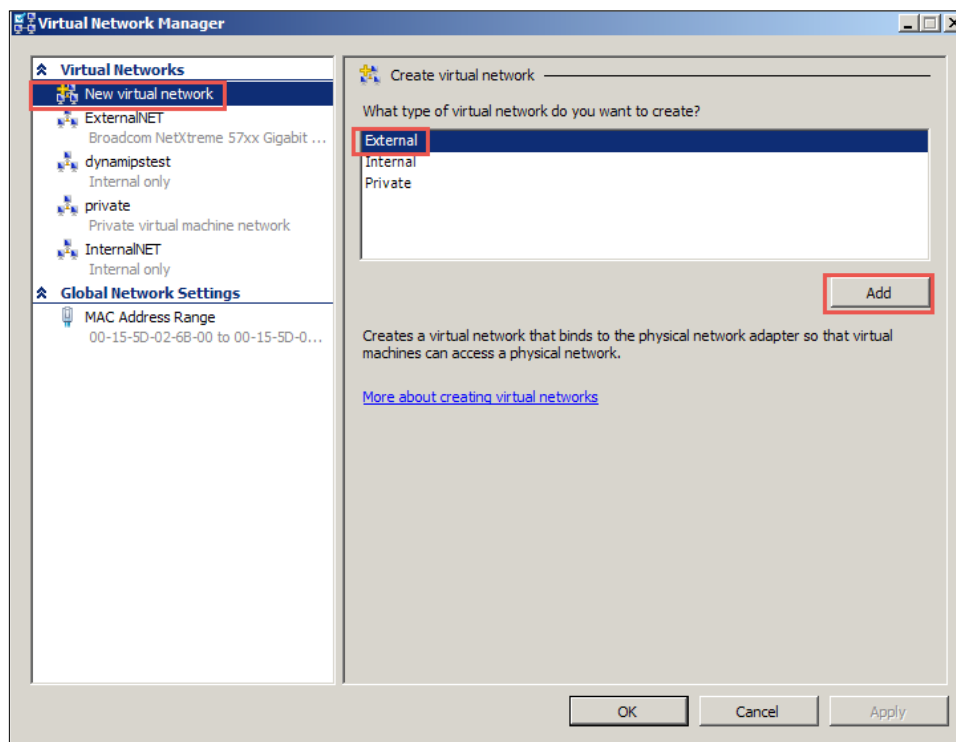 Virtual Network Manager
Virtual Networks
New virtual network
ExternalNET
Broadcom NetXtreme 57xx Gigabit ...
dynamipstest
Internal only
private
Private virtual machine network
InternalNET
Internal only
Global Network Settings
MAC Address Range
00-15-5D-02-6B-00 to 00-15-5D-0...
Create virtual network
What type of virtual network do you want to create?
External
Internal
Private
Add
Creates a virtual network that binds to the physical network adapter so that virtual
machines can access a physical network.
More about creating virtual networks
OK
Cancel
Apply